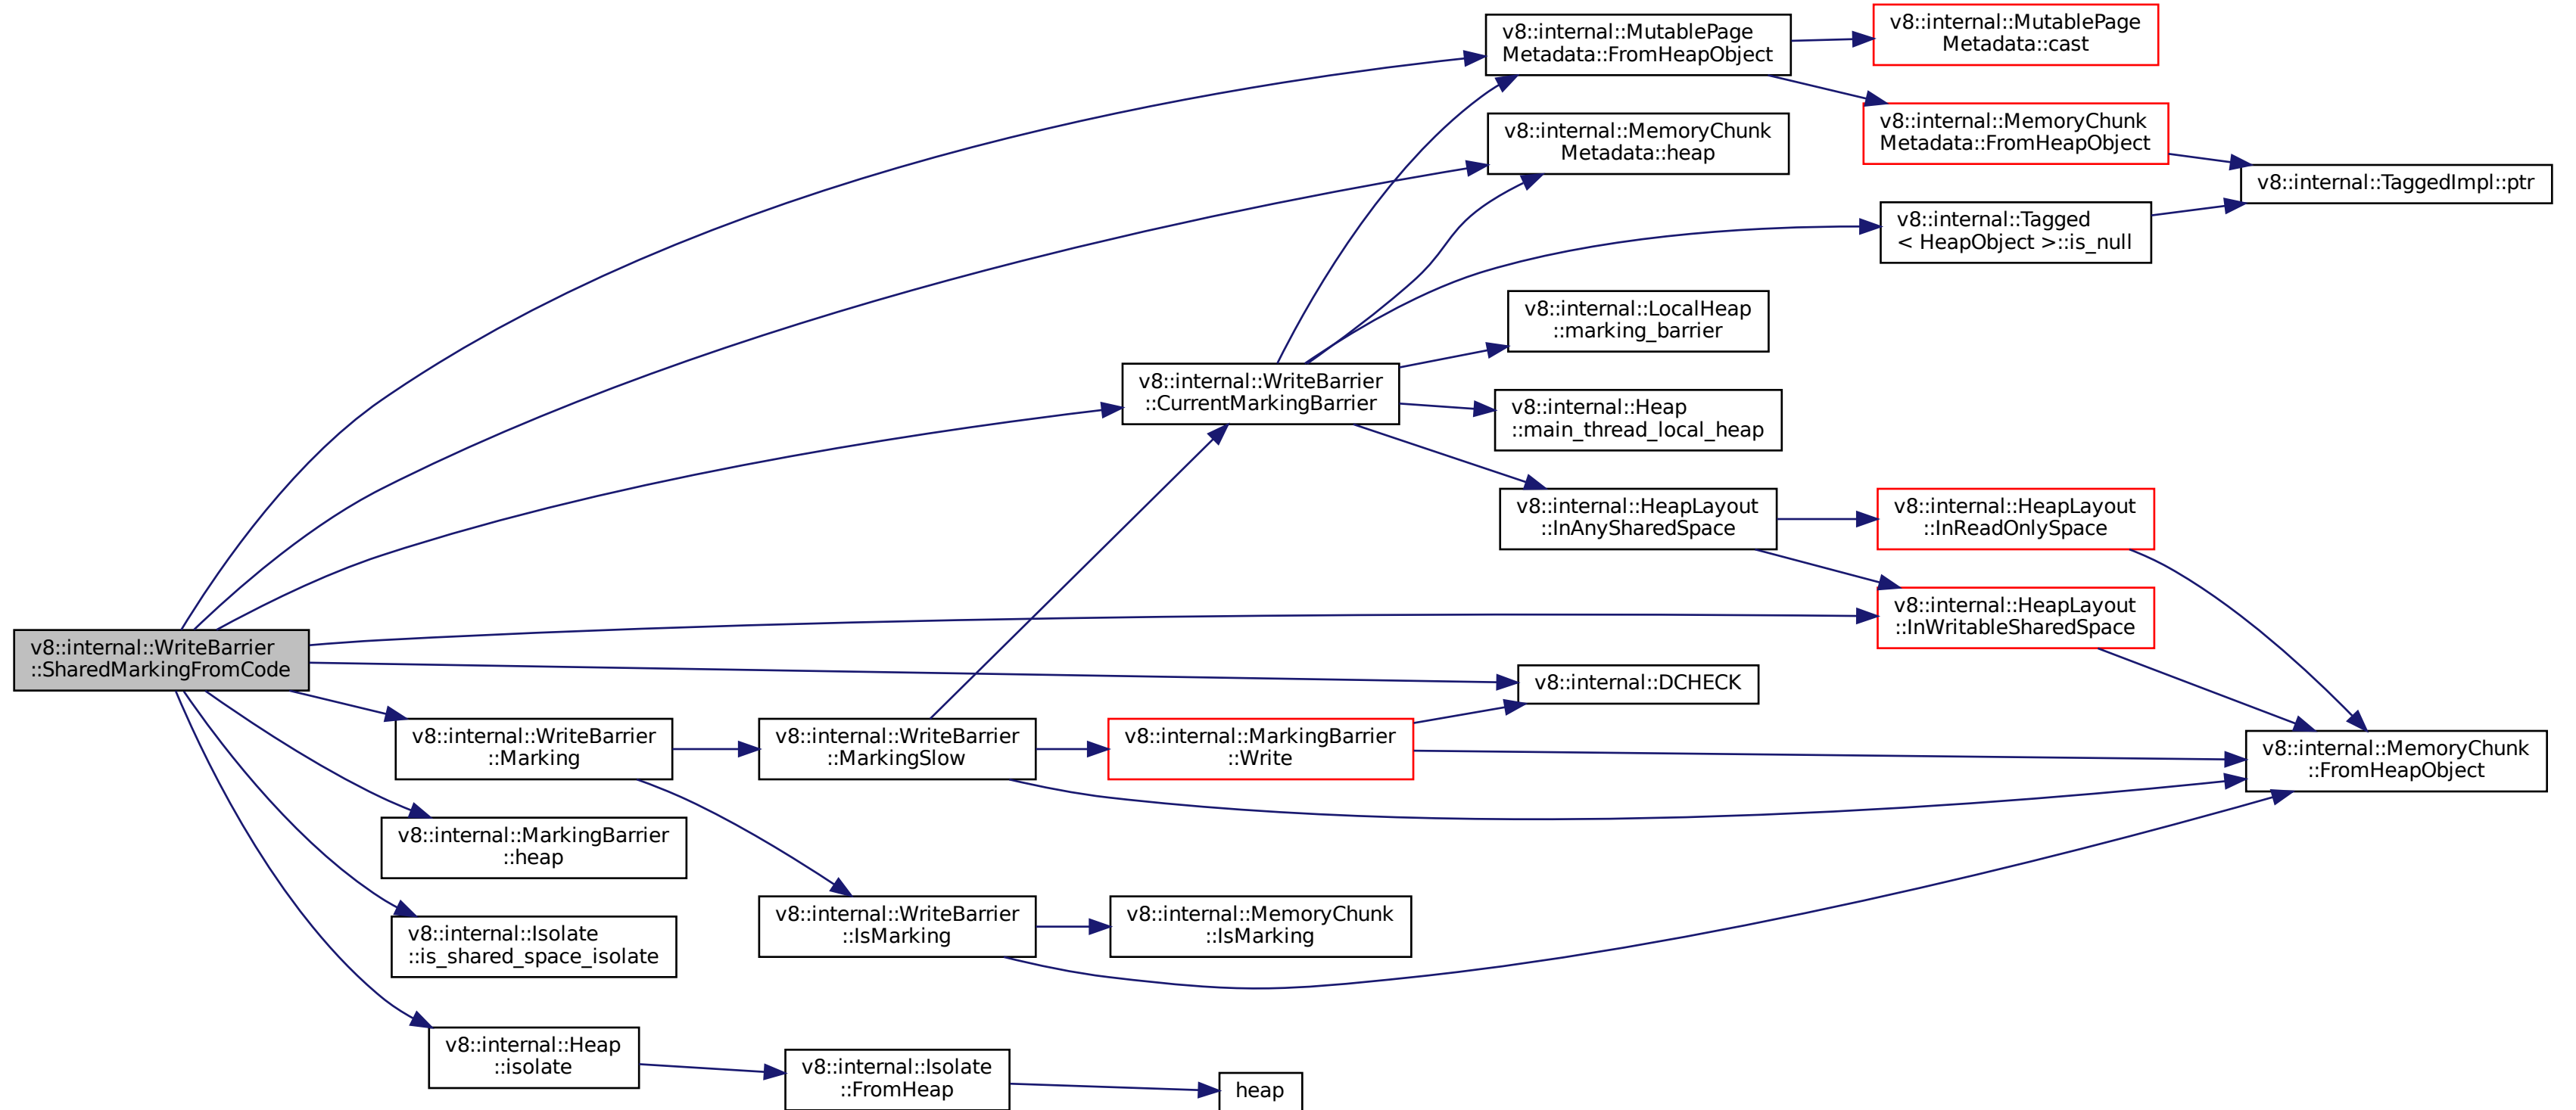 v8::internal::WriteBarrier
::SharedMarkingFromCode
v8::internal::MutablePage
Metadata::FromHeapObject
v8::internal::MutablePage
Metadata::cast
v8::internal::MemoryChunk
Metadata::FromHeapObject
v8::internal::MemoryChunk
Metadata::heap
v8::internal::TaggedImpl::ptr
v8::internal::Tagged
< HeapObject >::is_null
v8::internal::LocalHeap
::marking_barrier
v8::internal::WriteBarrier
::CurrentMarkingBarrier
v8::internal::Heap
::main_thread_local_heap
v8::internal::HeapLayout
::InAnySharedSpace
v8::internal::HeapLayout
::InReadOnlySpace
v8::internal::HeapLayout
::InWritableSharedSpace
v8::internal::DCHECK
v8::internal::WriteBarrier
::Marking
v8::internal::WriteBarrier
::MarkingSlow
v8::internal::MarkingBarrier
::Write
v8::internal::MemoryChunk
::FromHeapObject
v8::internal::MarkingBarrier
::heap
v8::internal::WriteBarrier
::IsMarking
v8::internal::MemoryChunk
::IsMarking
v8::internal::Isolate
::is_shared_space_isolate
v8::internal::Heap
::isolate
v8::internal::Isolate
::FromHeap
heap